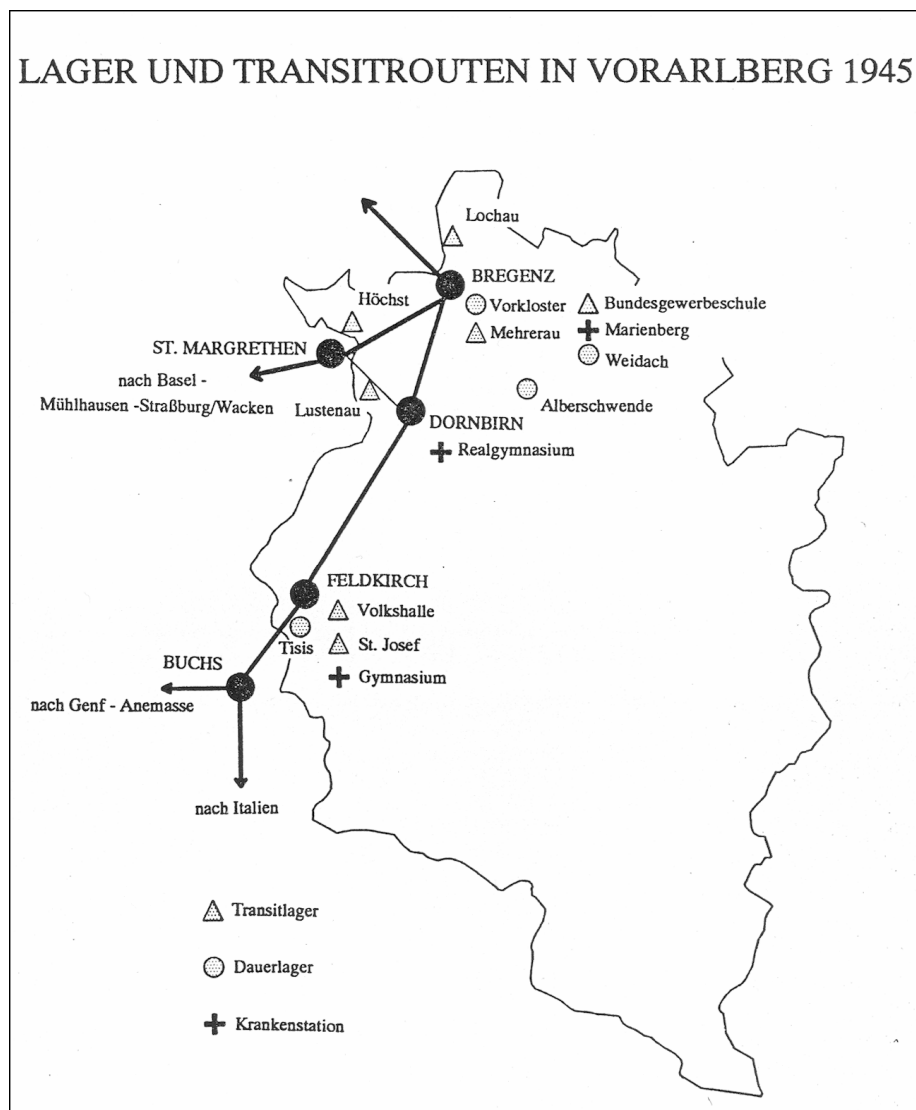 LAGER UND TRANSITROUTEN IN VORARLBERG 1945
Lochau
BREGENZ
Vorkloster
Mehrerau
Bundesgewerbeschule
Marienberg
Weidach
Höchst
ST. MARGRETHEN
nach Basel -
Mühlhausen -Straßburg/Wacken
Lustenau
Alberschwende
DORNBIRN
Realgymnasium
FELDKIRCH
Volkshalle
Tisis
St. Josef
Gymnasium
BUCHS
nach Genf - Anemasse
nach Italien
Transitlager
Dauerlager
Krankenstation